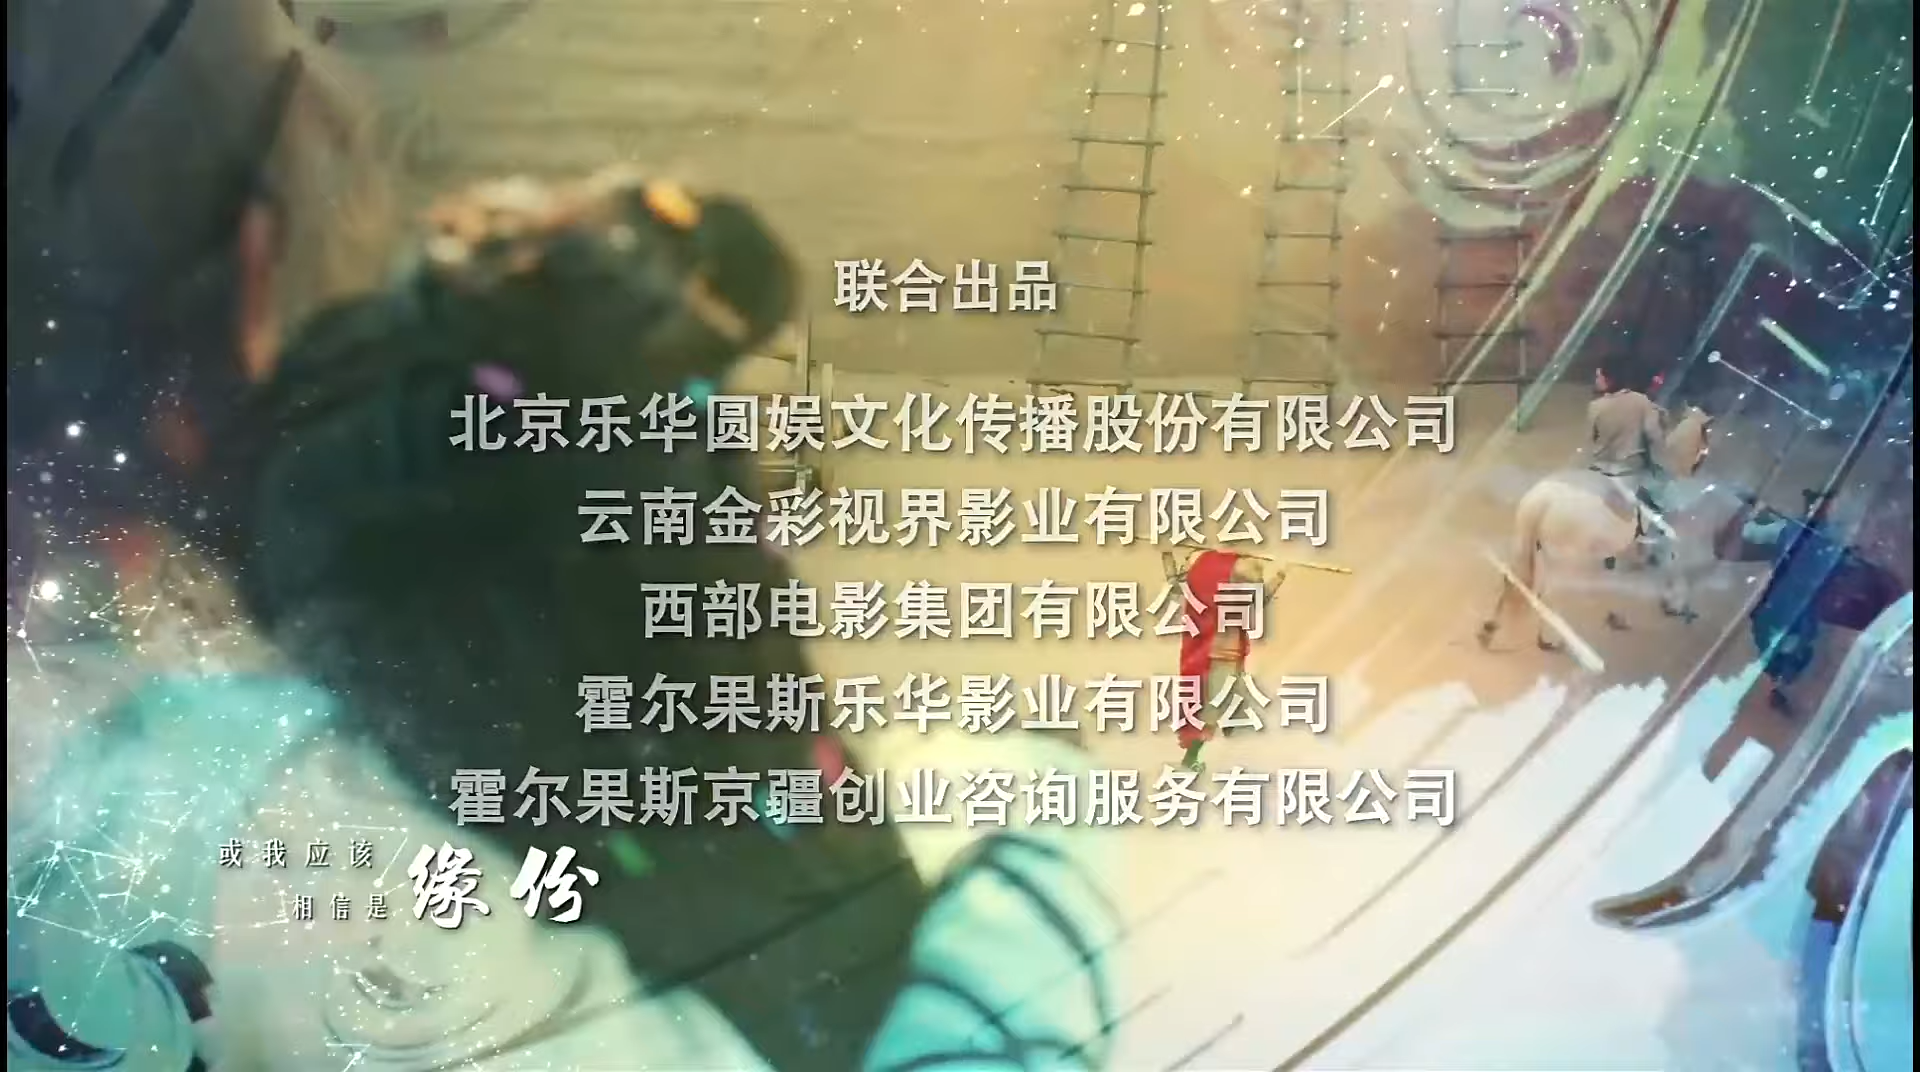 联合出品
北京乐华圆娱文化传播股份有限公司
云南金彩视界影业有限公司
西部电影集团有限公司
霍尔果斯乐华影业有限公司
霍尔果斯京疆创业咨询服务有限公司
或我应该
相信是缘份